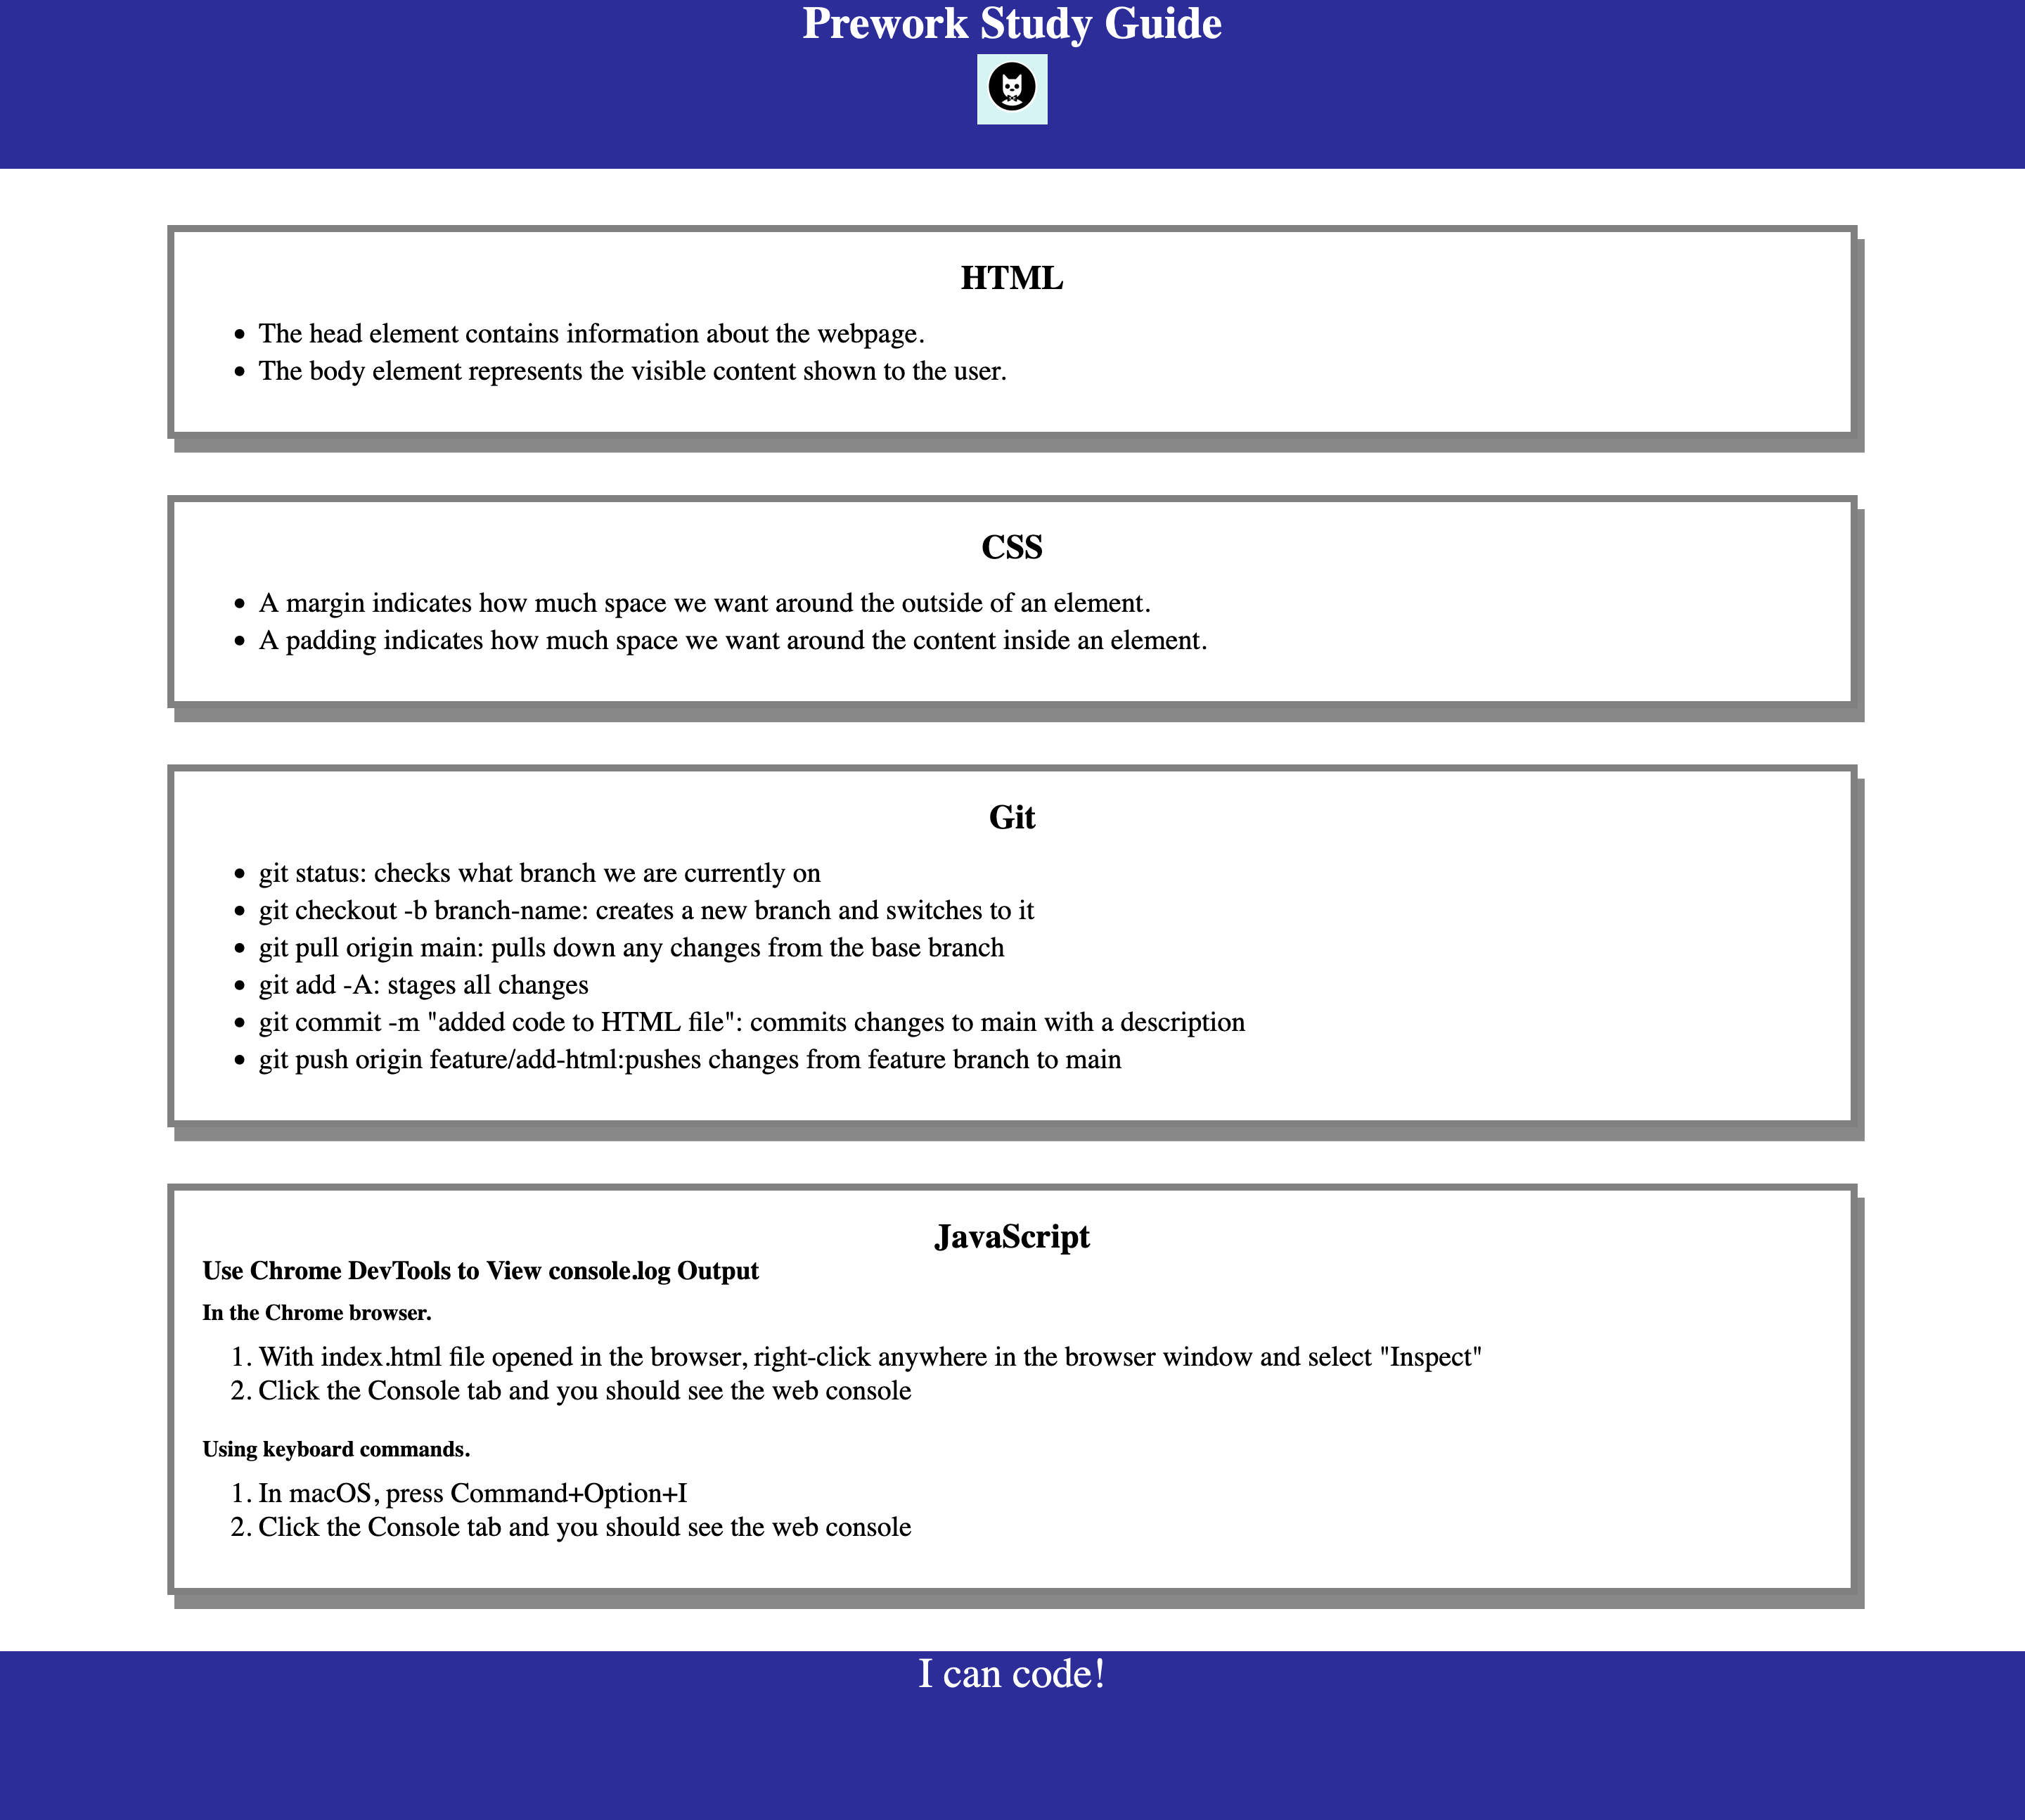 Prework Study Guide
HTML
• The head element contains information about the webpage.
• The body element represents the visible content shown to the user.
CSS
• A margin indicates how much space we want around the outside of an element.
• A padding indicates how much space we want around the content inside an element.
Git
• git status: checks what branch we are currently on
• git checkout -b branch-name: creates a new branch and switches to it
• git pull origin main: pulls down any changes from the base branch
• git add -A: stages all changes
• git commit -m "added code to HTML file": commits changes to main with a description
• git push origin feature/add-html:pushes changes from feature branch to main
JavaScript
Use Chrome DevTools to View console.log Output
In the Chrome browser.
1. With index.html file opened in the browser, right-click anywhere in the browser window and select "Inspect"
2. Click the Console tab and you should see the web console
Using keyboard commands.
1. In macOS, press Command+Option+I
2. Click the Console tab and you should see the web console
I can code!